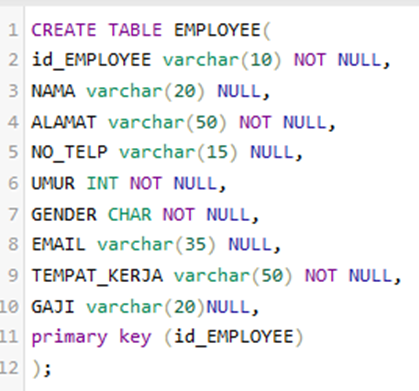 1 CREATE TABLE EMPLOYEE(
2 id_EMPLOYEE varchar(10) NOT NULL,
3 NAMA varchar(20) NULL,
4 ALAMAT varchar(50) NOT NULL,
5 NO_TELP varchar(15) NULL,
6 UMUR INT NOT NULL,
7 GENDER CHAR NOT NULL,
8 EMAIL varchar(35) NULL,
9 TEMPAT_KERJA varchar(50) NOT NULL,
10 GAJI varchar(20)NULL,
11 primary key (id_EMPLOYEE)
12 );